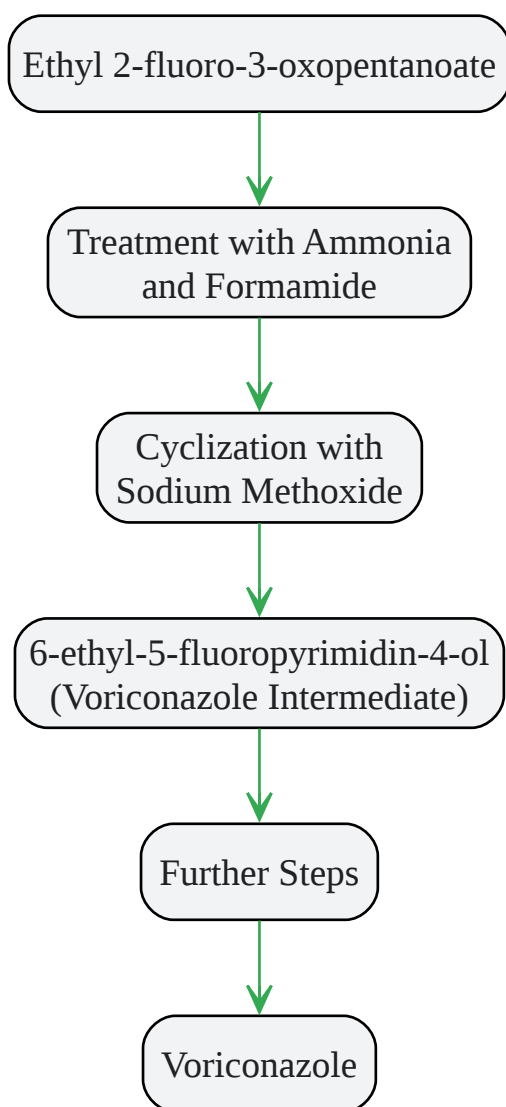 Ethyl 2-fluoro-3-oxopentanoate
Treatment with Ammonia
and Formamide
Cyclization with
Sodium Methoxide
6-ethyl-5-fluoropyrimidin-4-ol
(Voriconazole Intermediate)
Further Steps
Voriconazole